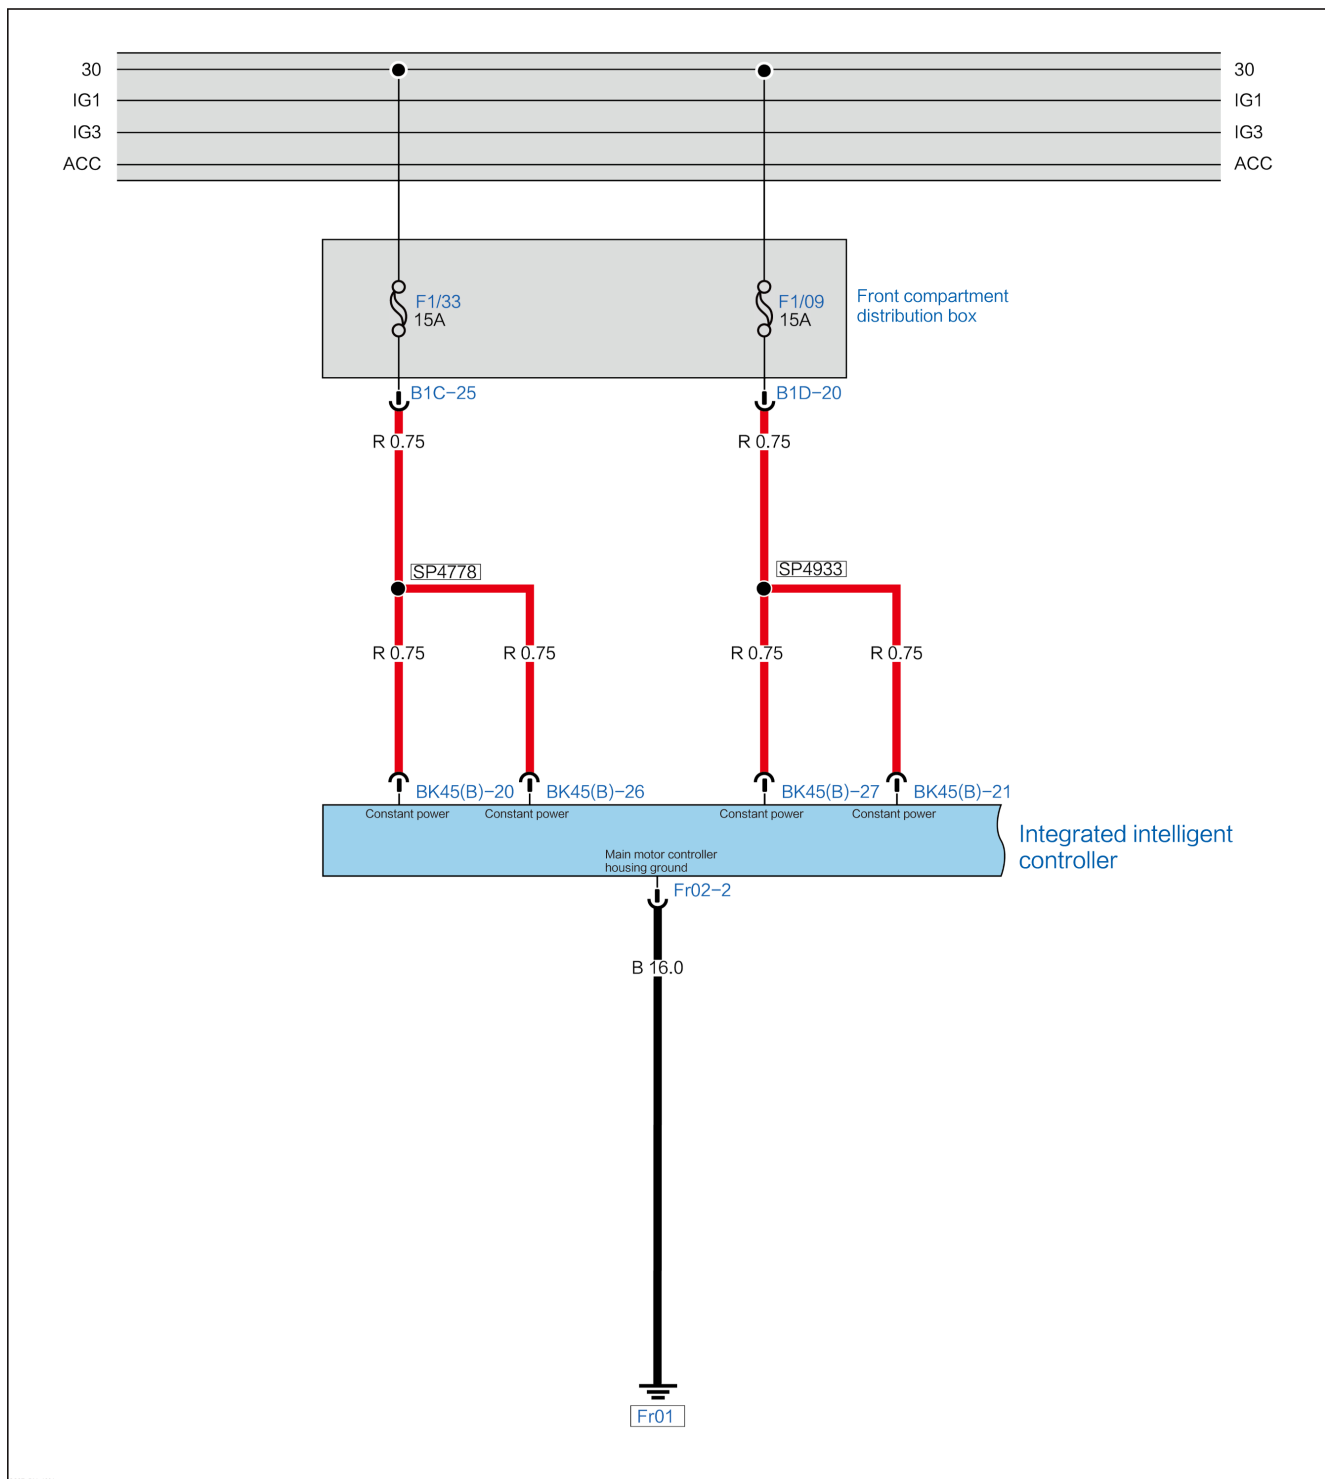 30 30
IG1 IG1
IG3 IG3
ACC ACC
F1/33
15A
F1/09
15A
Front compartment
distribution box
B1C-25
B1D-20
R 0.75
R 0.75
SP4778
SP4933
R 0.75
R 0.75
R 0.75
R 0.75
BK45(B)-20
BK45(B)-26
BK45(B)-27
BK45(B)-21
Constant power
Constant power
Constant power
Constant power
Integrated intelligent
controller
Main motor controller
housing ground
Fr02-2
B 16.0
Fr01